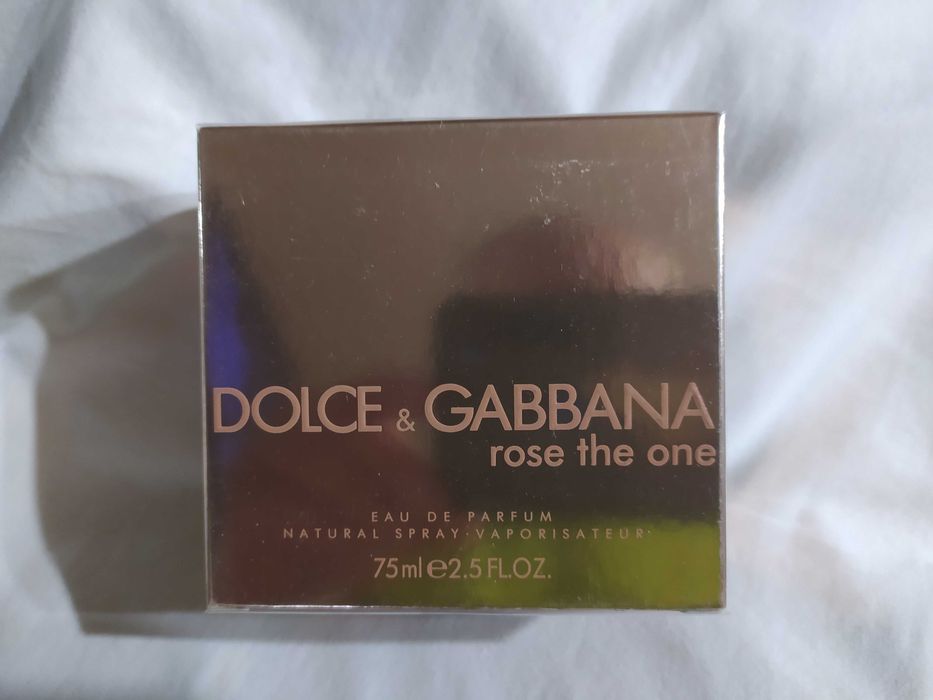 DOLCE & GABBANA
rose the one
EAU DE PARFUM
NATURAL SPRAY·VAPORISATEUR
75ml℮2.5 FL.OZ.